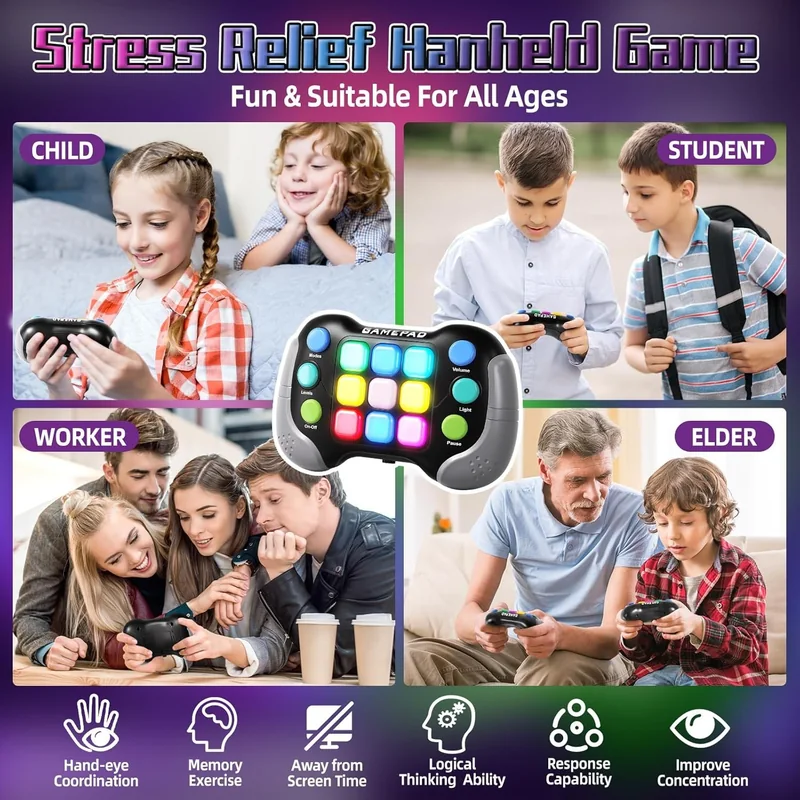 Stress Relief Hanheld Game
Fun & Suitable For All Ages
CHILD
STUDENT
GAMEPAD
Modes
Levels
On-Off
Volume
Light
Pause
GAMEPAD
WORKER
ELDER
Hand-eye
Coordination
Memory
Exercise
Away from
Screen Time
Logical
Thinking Ability
Response
Capability
Improve
Concentration